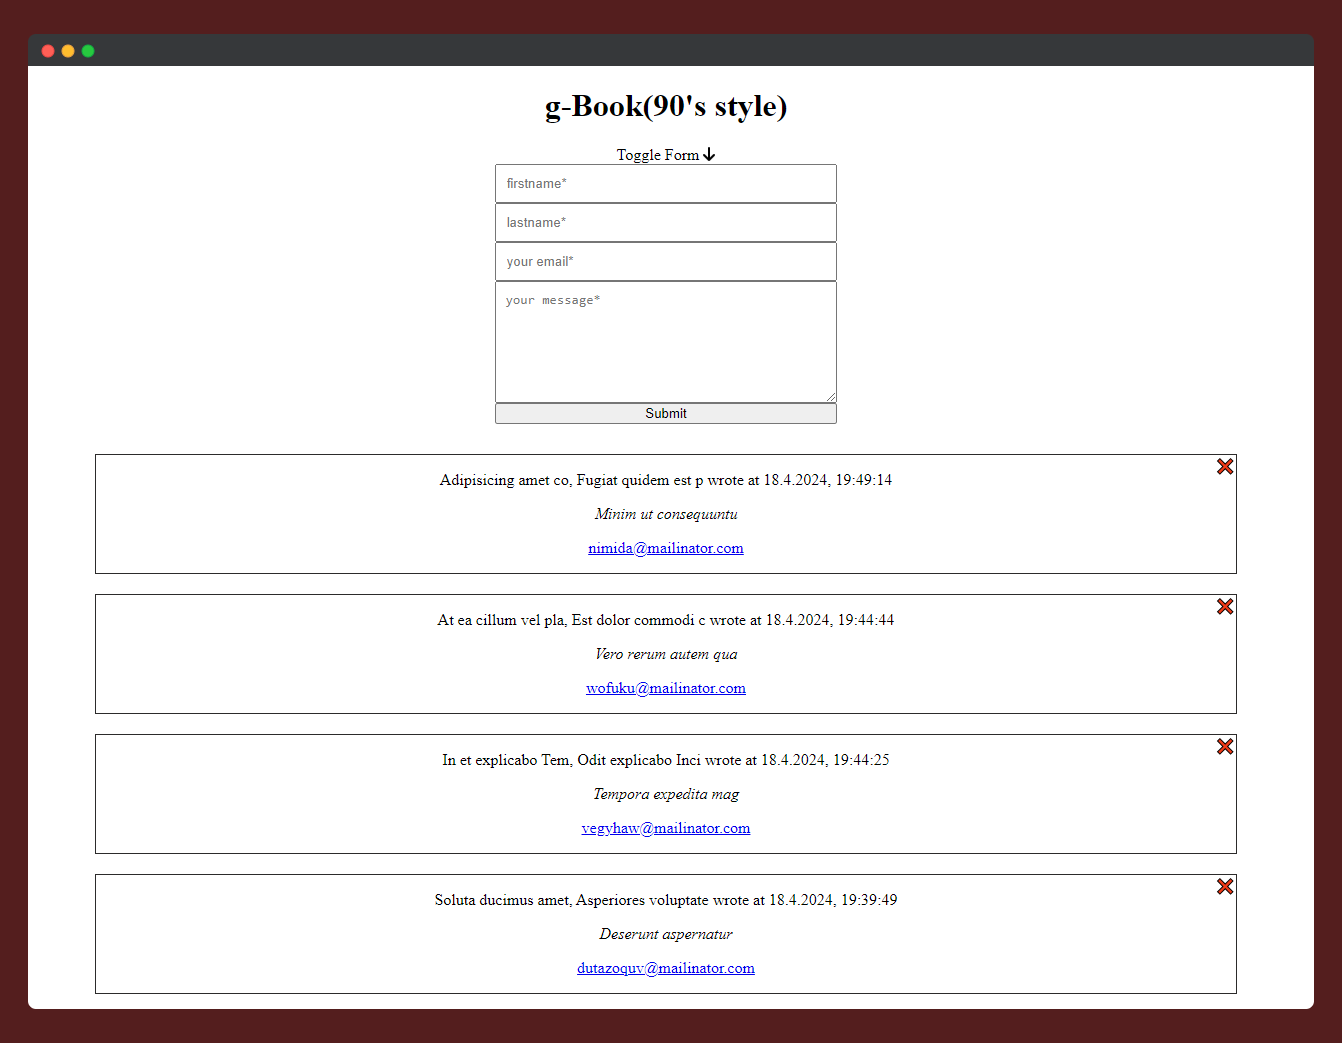 g-Book(90's style)
Toggle Form
firstname*
lastname*
your email*
your message*
Submit
Adipisicing amet co, Fugiat quidem est p wrote at 18.4.2024, 19:49:14
Minim ut consequuntu
nimida@mailinator.com
At ea cillum vel pla, Est dolor commodi c wrote at 18.4.2024, 19:44:44
Vero rerum autem qua
wofuku@mailinator.com
In et explicabo Tem, Odit explicabo Inci wrote at 18.4.2024, 19:44:25
Tempora expedita mag
vegyhaw@mailinator.com
Soluta ducimus amet, Asperiores voluptate wrote at 18.4.2024, 19:39:49
Deserunt aspernatur
dutazoquv@mailinator.com